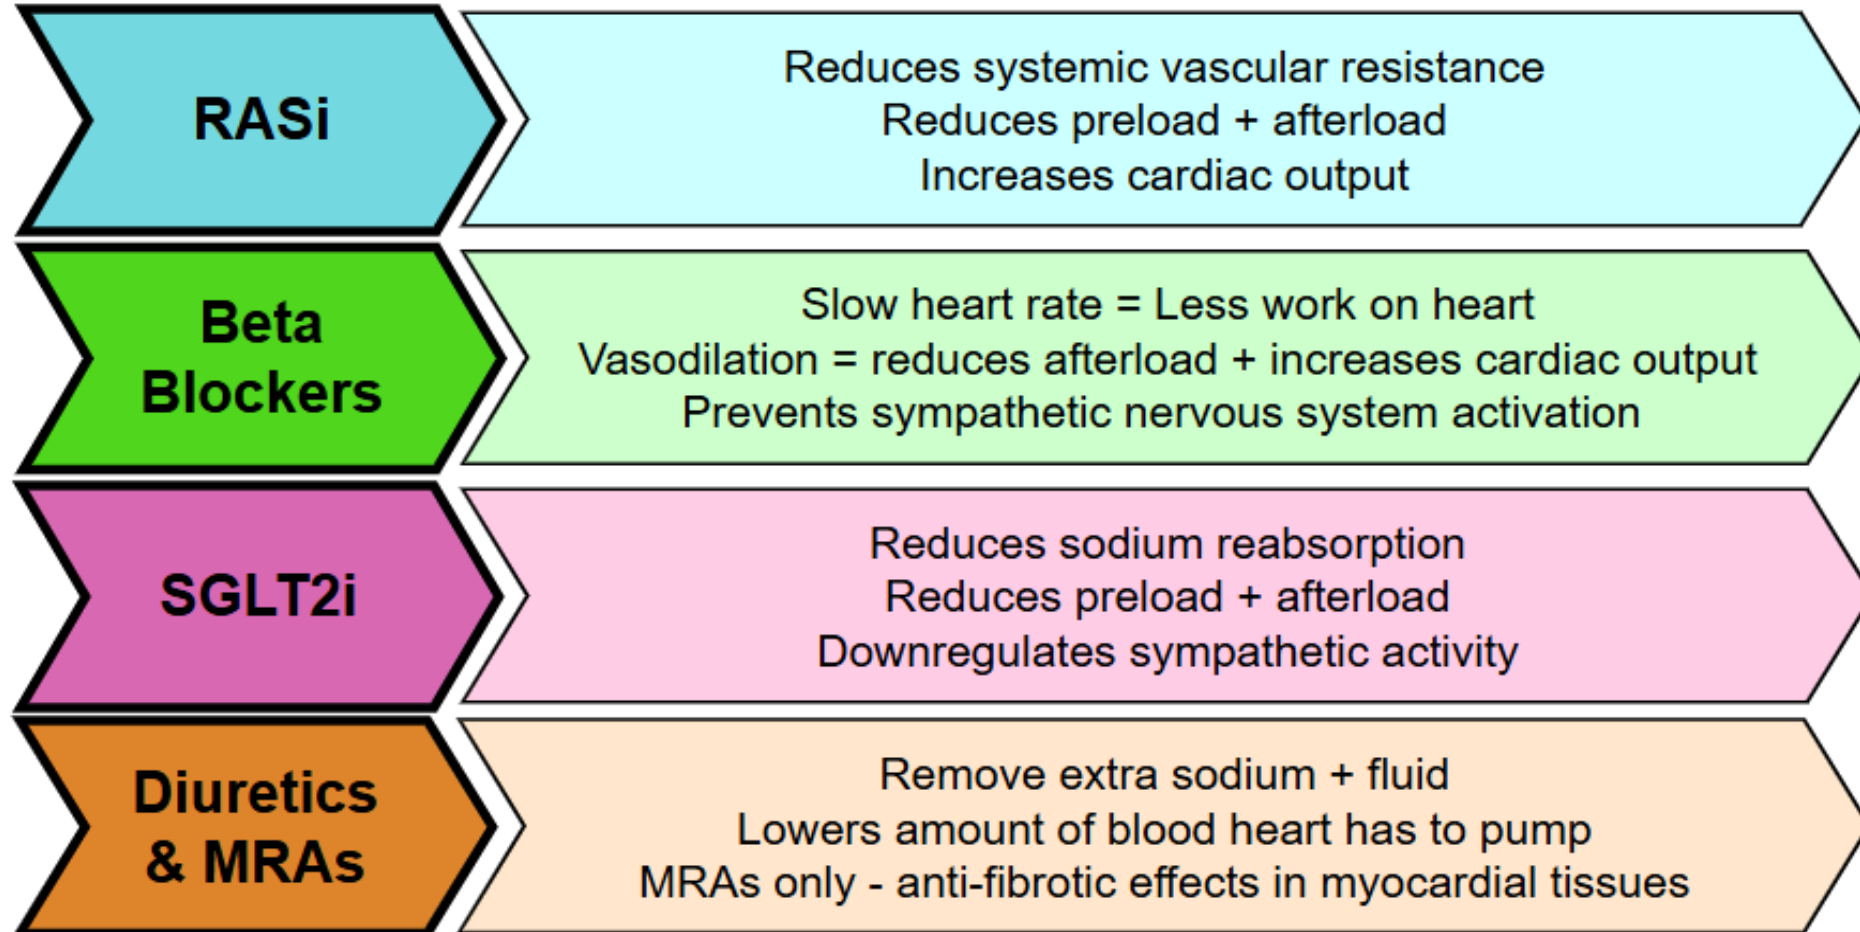 RASi
Reduces systemic vascular resistance
Reduces preload + afterload
Increases cardiac output
Beta
Blockers
Slow heart rate = Less work on heart
Vasodilation = reduces afterload + increases cardiac output
Prevents sympathetic nervous system activation
SGLT2i
Reduces sodium reabsorption
Reduces preload + afterload
Downregulates sympathetic activity
Diuretics
& MRAs
Remove extra sodium + fluid
Lowers amount of blood heart has to pump
MRAs only - anti-fibrotic effects in myocardial tissues